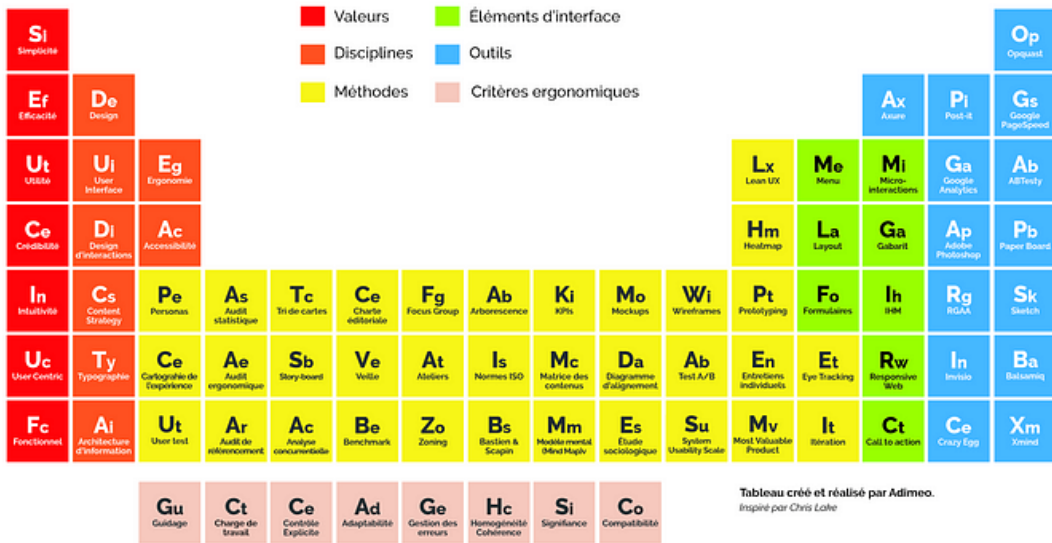 Valeurs
Éléments d'interface
Disciplines
Outils
Méthodes
Critères ergonomiques
Si
Simplicité
Op
Opquast
Ef
Efficacité
De
Design
Ax
Axure
Pi
Post-it
Gs
Google
PageSpeed
Ut
Utilité
Ui
User
Interface
Eg
Ergonomie
Lx
Lean UX
Me
Menu
Mi
Micro-
interactions
Ga
Google
Analytics
Ab
ABTesty
Ce
Crédibilité
Di
Design
d'interactions
Ac
Accessibilité
Hm
Heatmap
La
Layout
Ga
Gabarit
Ap
Adobe
Photoshop
Pb
Paper Board
In
Intuitivité
Cs
Content
Strategy
Pe
Personas
As
Audit
statistique
Tc
Tri de cartes
Ce
Charte
éditoriale
Fg
Focus Group
Ab
Arborescence
Ki
KPIs
Mo
Mockups
Wi
Wireframes
Pt
Prototyping
Fo
Formulaires
Ih
IHM
Rg
RGAA
Sk
Sketch
Uc
User Centric
Ty
Typographie
Ce
Cartograhie de
l'expérience
Ae
Audit
ergonomique
Sb
Story-board
Ve
Veille
At
Ateliers
Is
Normes ISO
Mc
Matrice des
contenus
Da
Diagramme
d'alignement
Ab
Test A/B
En
Entretiens
individuels
Et
Eye Tracking
Rw
Responsive
Web
In
Invisio
Ba
Balsamiq
Fc
Fonctionnel
Ai
Architecture
d'information
Ut
User test
Ar
Audit de
référencement
Ac
Analyse
concurrentielle
Be
Benchmark
Zo
Zoning
Bs
Bastien &
Scapin
Mm
Modèle mental
(Mind Mapiv
Es
Étude
sociologique
Su
System
Usability Scale
Mv
Most Valuable
Product
It
Itération
Ct
Call to action
Ce
Crazy Egg
Xm
Xmind
Gu
Guidage
Ct
Charge de
travail
Ce
Contrôle
Explicite
Ad
Adaptabilité
Ge
Gestion des
erreurs
Hc
Homogénéité
Cohérence
Si
Signifiance
Co
Compatibilité
Tableau créé et réalisé par Adimeo.
Inspiré par Chris Lake